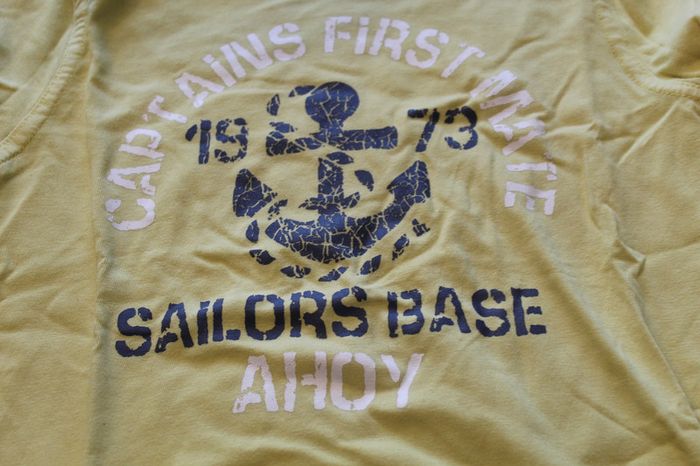 CAPTAiNS FiRST MATE
19 73
SAiLORS BASE
AHOY